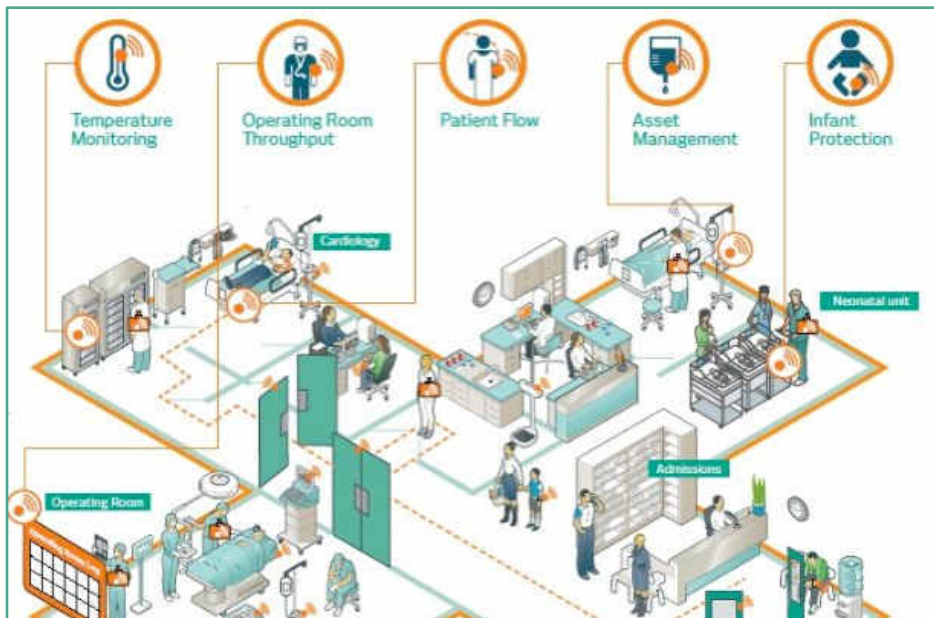 Temperature
Monitoring
Operating Room
Throughput
Patient Flow
Asset
Management
Infant
Protection
Cardiology
Neonatal unit
Admissions
Operating Room